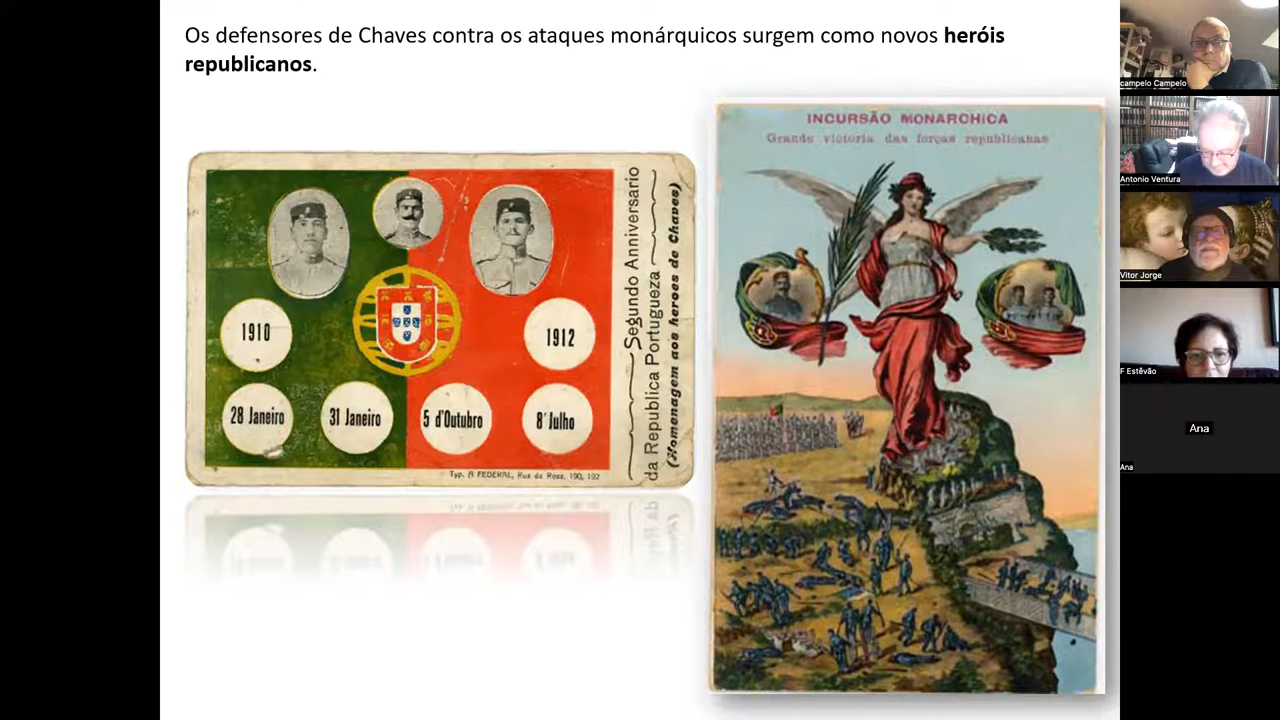 Os defensores de Chaves contra os ataques monárquicos surgem como novos heróis
republicanos.
1910
1912
28 Janeiro
31 Janeiro
5 d'Outubro
8 Julho
Typ. A FEDERAL, Rua da Rosa, 190, 192
Segundo Anniversario
da Republica Portugueza
(Homenagem aos heroes de Chaves)
INCURSÃO MONARCHICA
Grande victoria das forças republicanas
campelo Campelo
Antonio Ventura
Vitor Jorge
F Estêvão
Ana
Ana